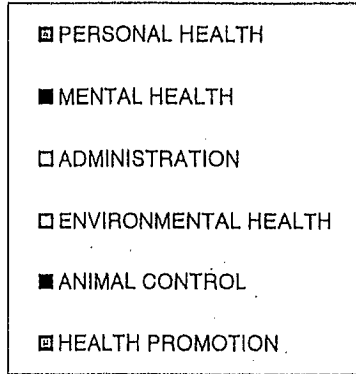 PERSONAL HEALTH
MENTAL HEALTH
ADMINISTRATION
ENVIRONMENTAL HEALTH
ANIMAL CONTROL
HEALTH PROMOTION